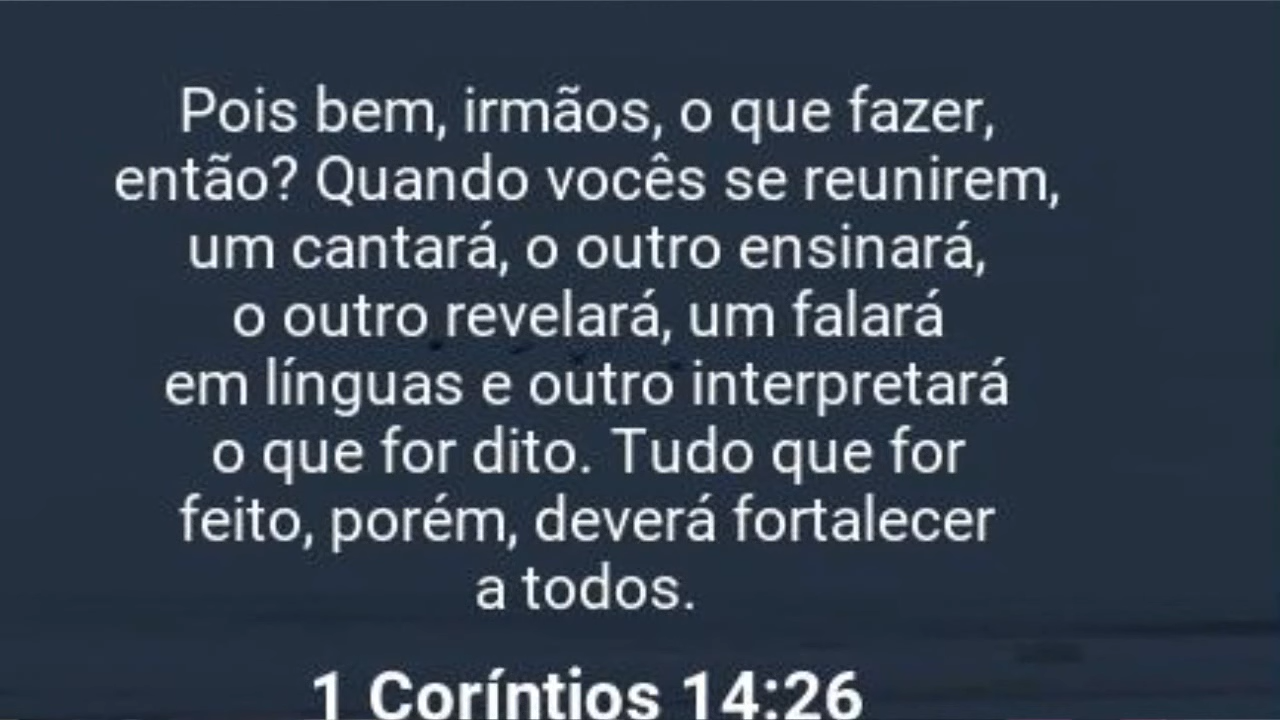 Pois bem, irmãos, o que fazer,
então? Quando vocês se reunirem,
um cantará, o outro ensinará,
o outro revelará, um falará
em línguas e outro interpretará
o que for dito. Tudo que for
feito, porém, deverá fortalecer
a todos.
1 Coríntios 14:26